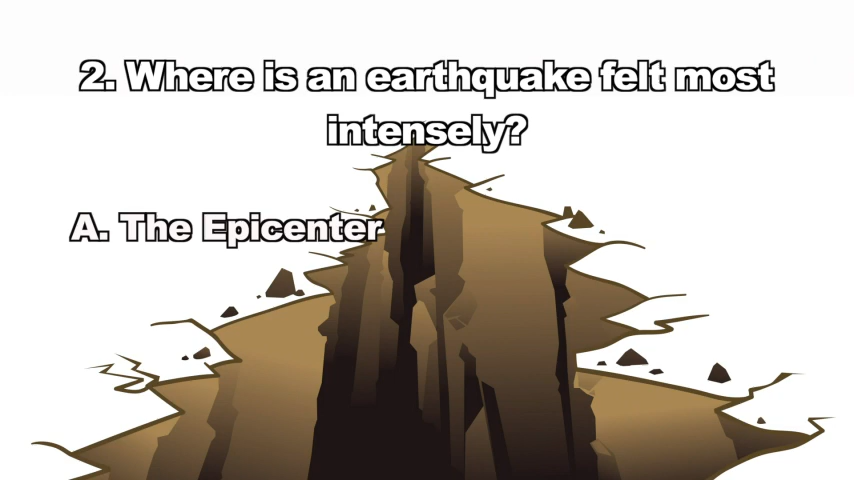 2. Where is an earthquake felt most
intensely?
A. The Epicenter